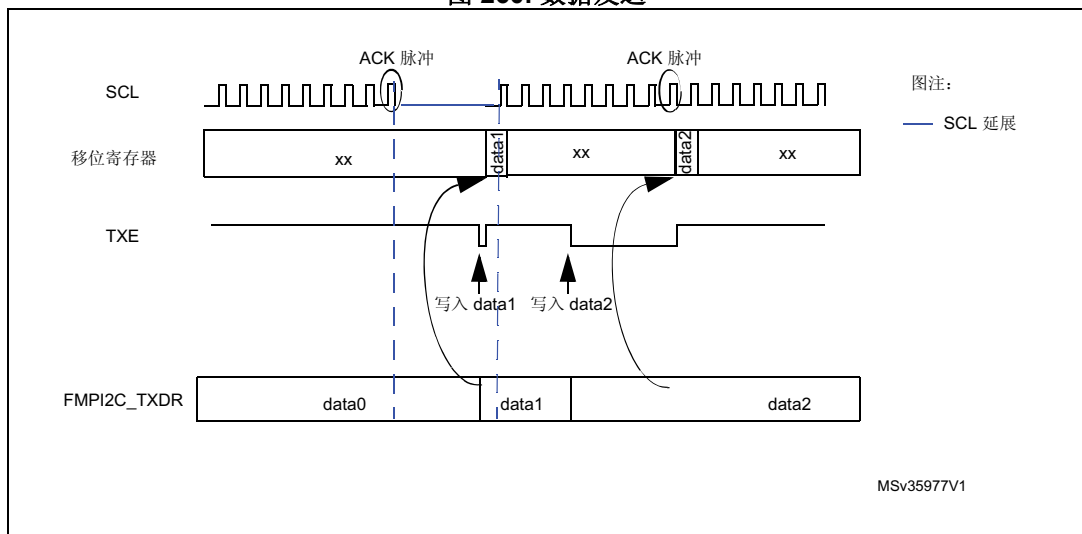 ACK 脉冲
ACK 脉冲
SCL
图注：
SCL 延展
移位寄存器
xx
data1
xx
data2
xx
TXE
写入 data1
写入 data2
FMPI2C_TXDR
data0
data1
data2
MSv35977V1